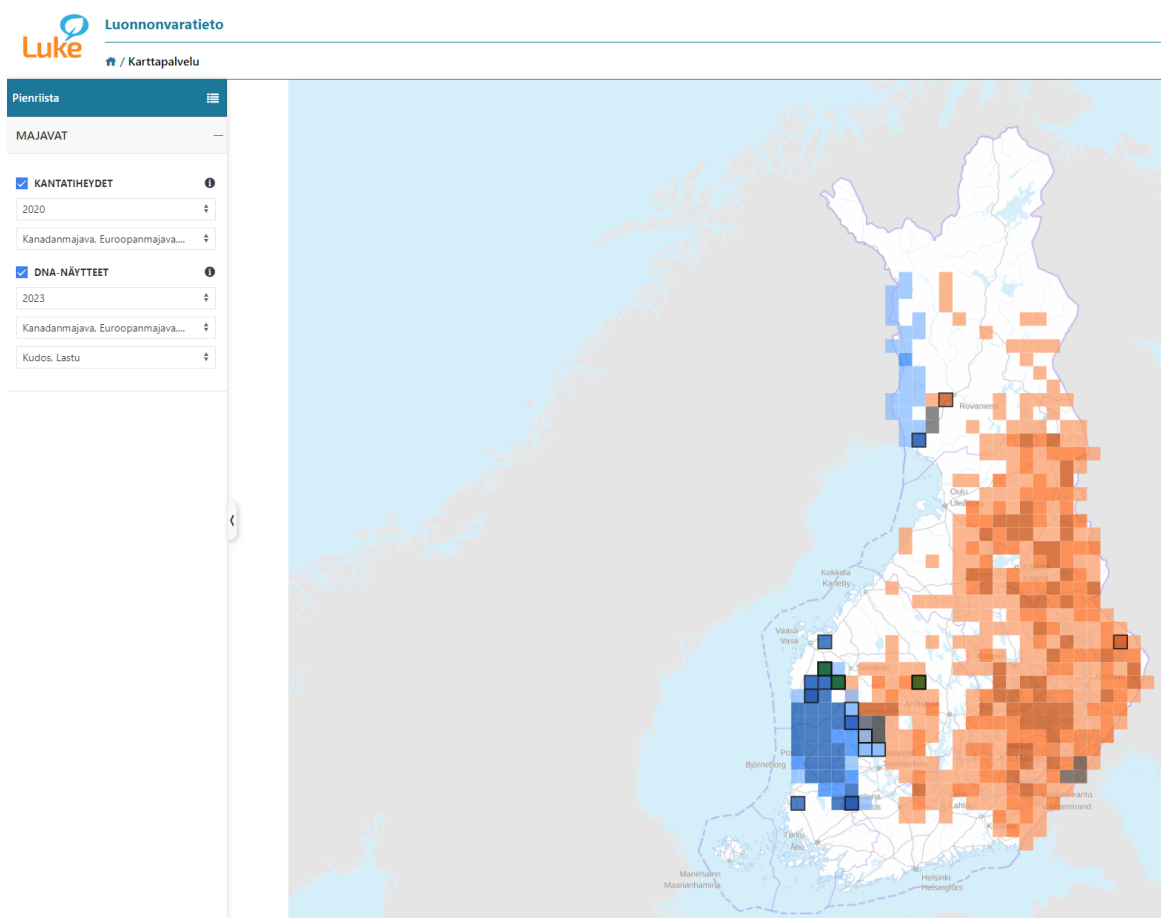 Luke
Luonnonvaratieto
/ Karttapalvelu
Pienriista
MAJAVAT
KANTATIHEYDET
2020
Kanadanmajava, Euroopanmajava,...
DNA-NÄYTTEET
2023
Kanadanmajava, Euroopanmajava,...
Kudos, Lastu
Rovaniemi
Oulu
Kokkola
Karleby
Vaasa
Vasa
Seinäjoki
Björneborg
Lahti
Turku
Åbo
Helsinki
Helsingfors
Mariehamn
Maarianhamina